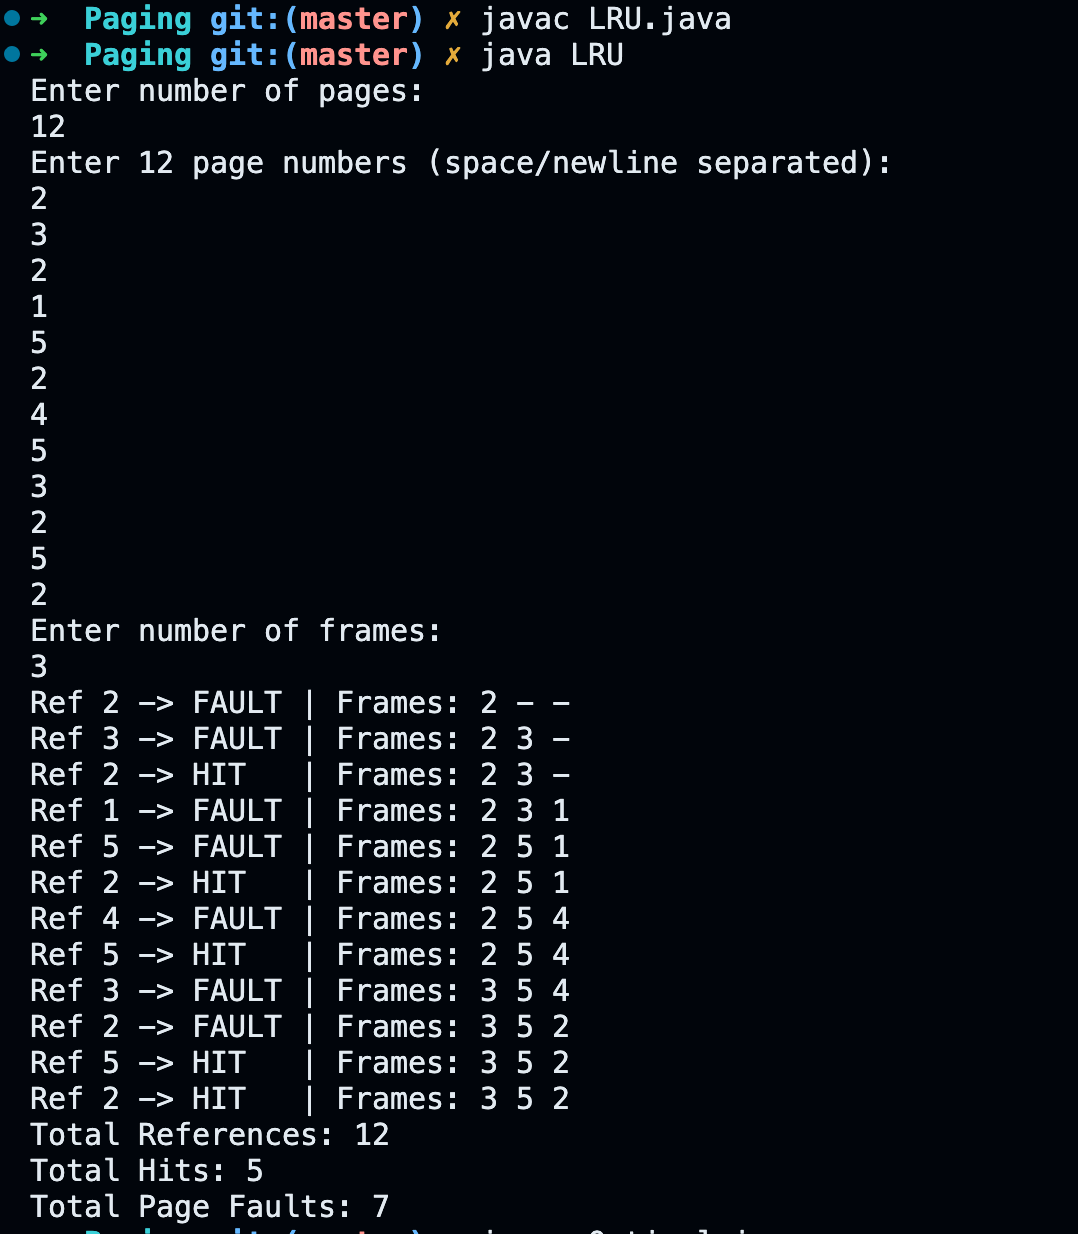 ➜ Paging git:(master) ✗ javac LRU.java
➜ Paging git:(master) ✗ java LRU
Enter number of pages:
12
Enter 12 page numbers (space/newline separated):
2
3
2
1
5
2
4
5
3
2
5
2
Enter number of frames:
3
Ref 2 -> FAULT | Frames: 2 - -
Ref 3 -> FAULT | Frames: 2 3 -
Ref 2 -> HIT   | Frames: 2 3 -
Ref 1 -> FAULT | Frames: 2 3 1
Ref 5 -> FAULT | Frames: 2 5 1
Ref 2 -> HIT   | Frames: 2 5 1
Ref 4 -> FAULT | Frames: 2 5 4
Ref 5 -> HIT   | Frames: 2 5 4
Ref 3 -> FAULT | Frames: 3 5 4
Ref 2 -> FAULT | Frames: 3 5 2
Ref 5 -> HIT   | Frames: 3 5 2
Ref 2 -> HIT   | Frames: 3 5 2
Total References: 12
Total Hits: 5
Total Page Faults: 7